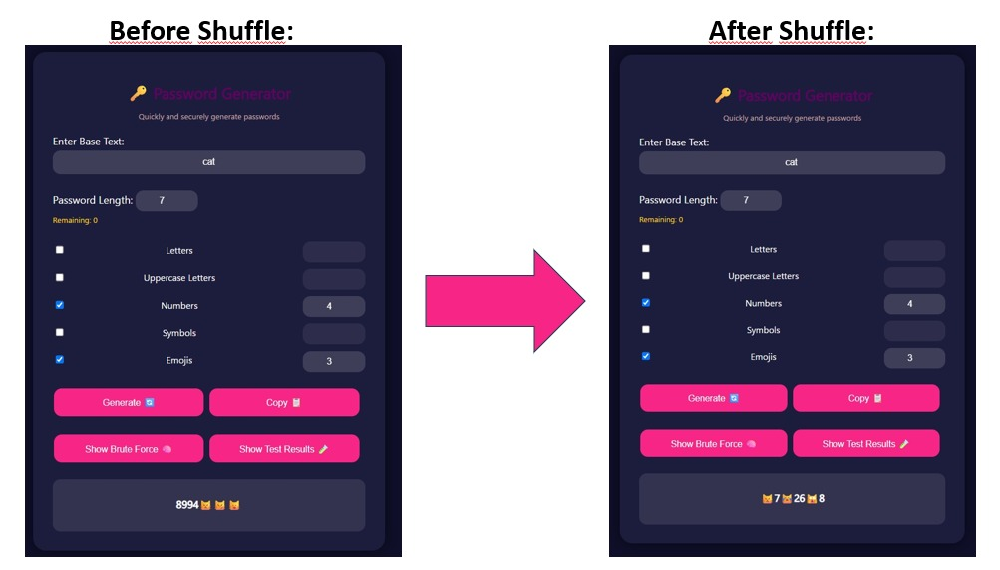 Before Shuffle:
🔑 Password Generator
Quickly and securely generate passwords
Enter Base Text:
cat
Password Length: 7
Remaining: 0
Letters
Uppercase Letters
Numbers 4
Symbols
Emojis 3
Generate 🔄 Copy 📋
Show Brute Force 🧠 Show Test Results 🧪
8994😼😼😼
After Shuffle:
🔑 Password Generator
Quickly and securely generate passwords
Enter Base Text:
cat
Password Length: 7
Remaining: 0
Letters
Uppercase Letters
Numbers 4
Symbols
Emojis 3
Generate 🔄 Copy 📋
Show Brute Force 🧠 Show Test Results 🧪
😼7😼26😼8